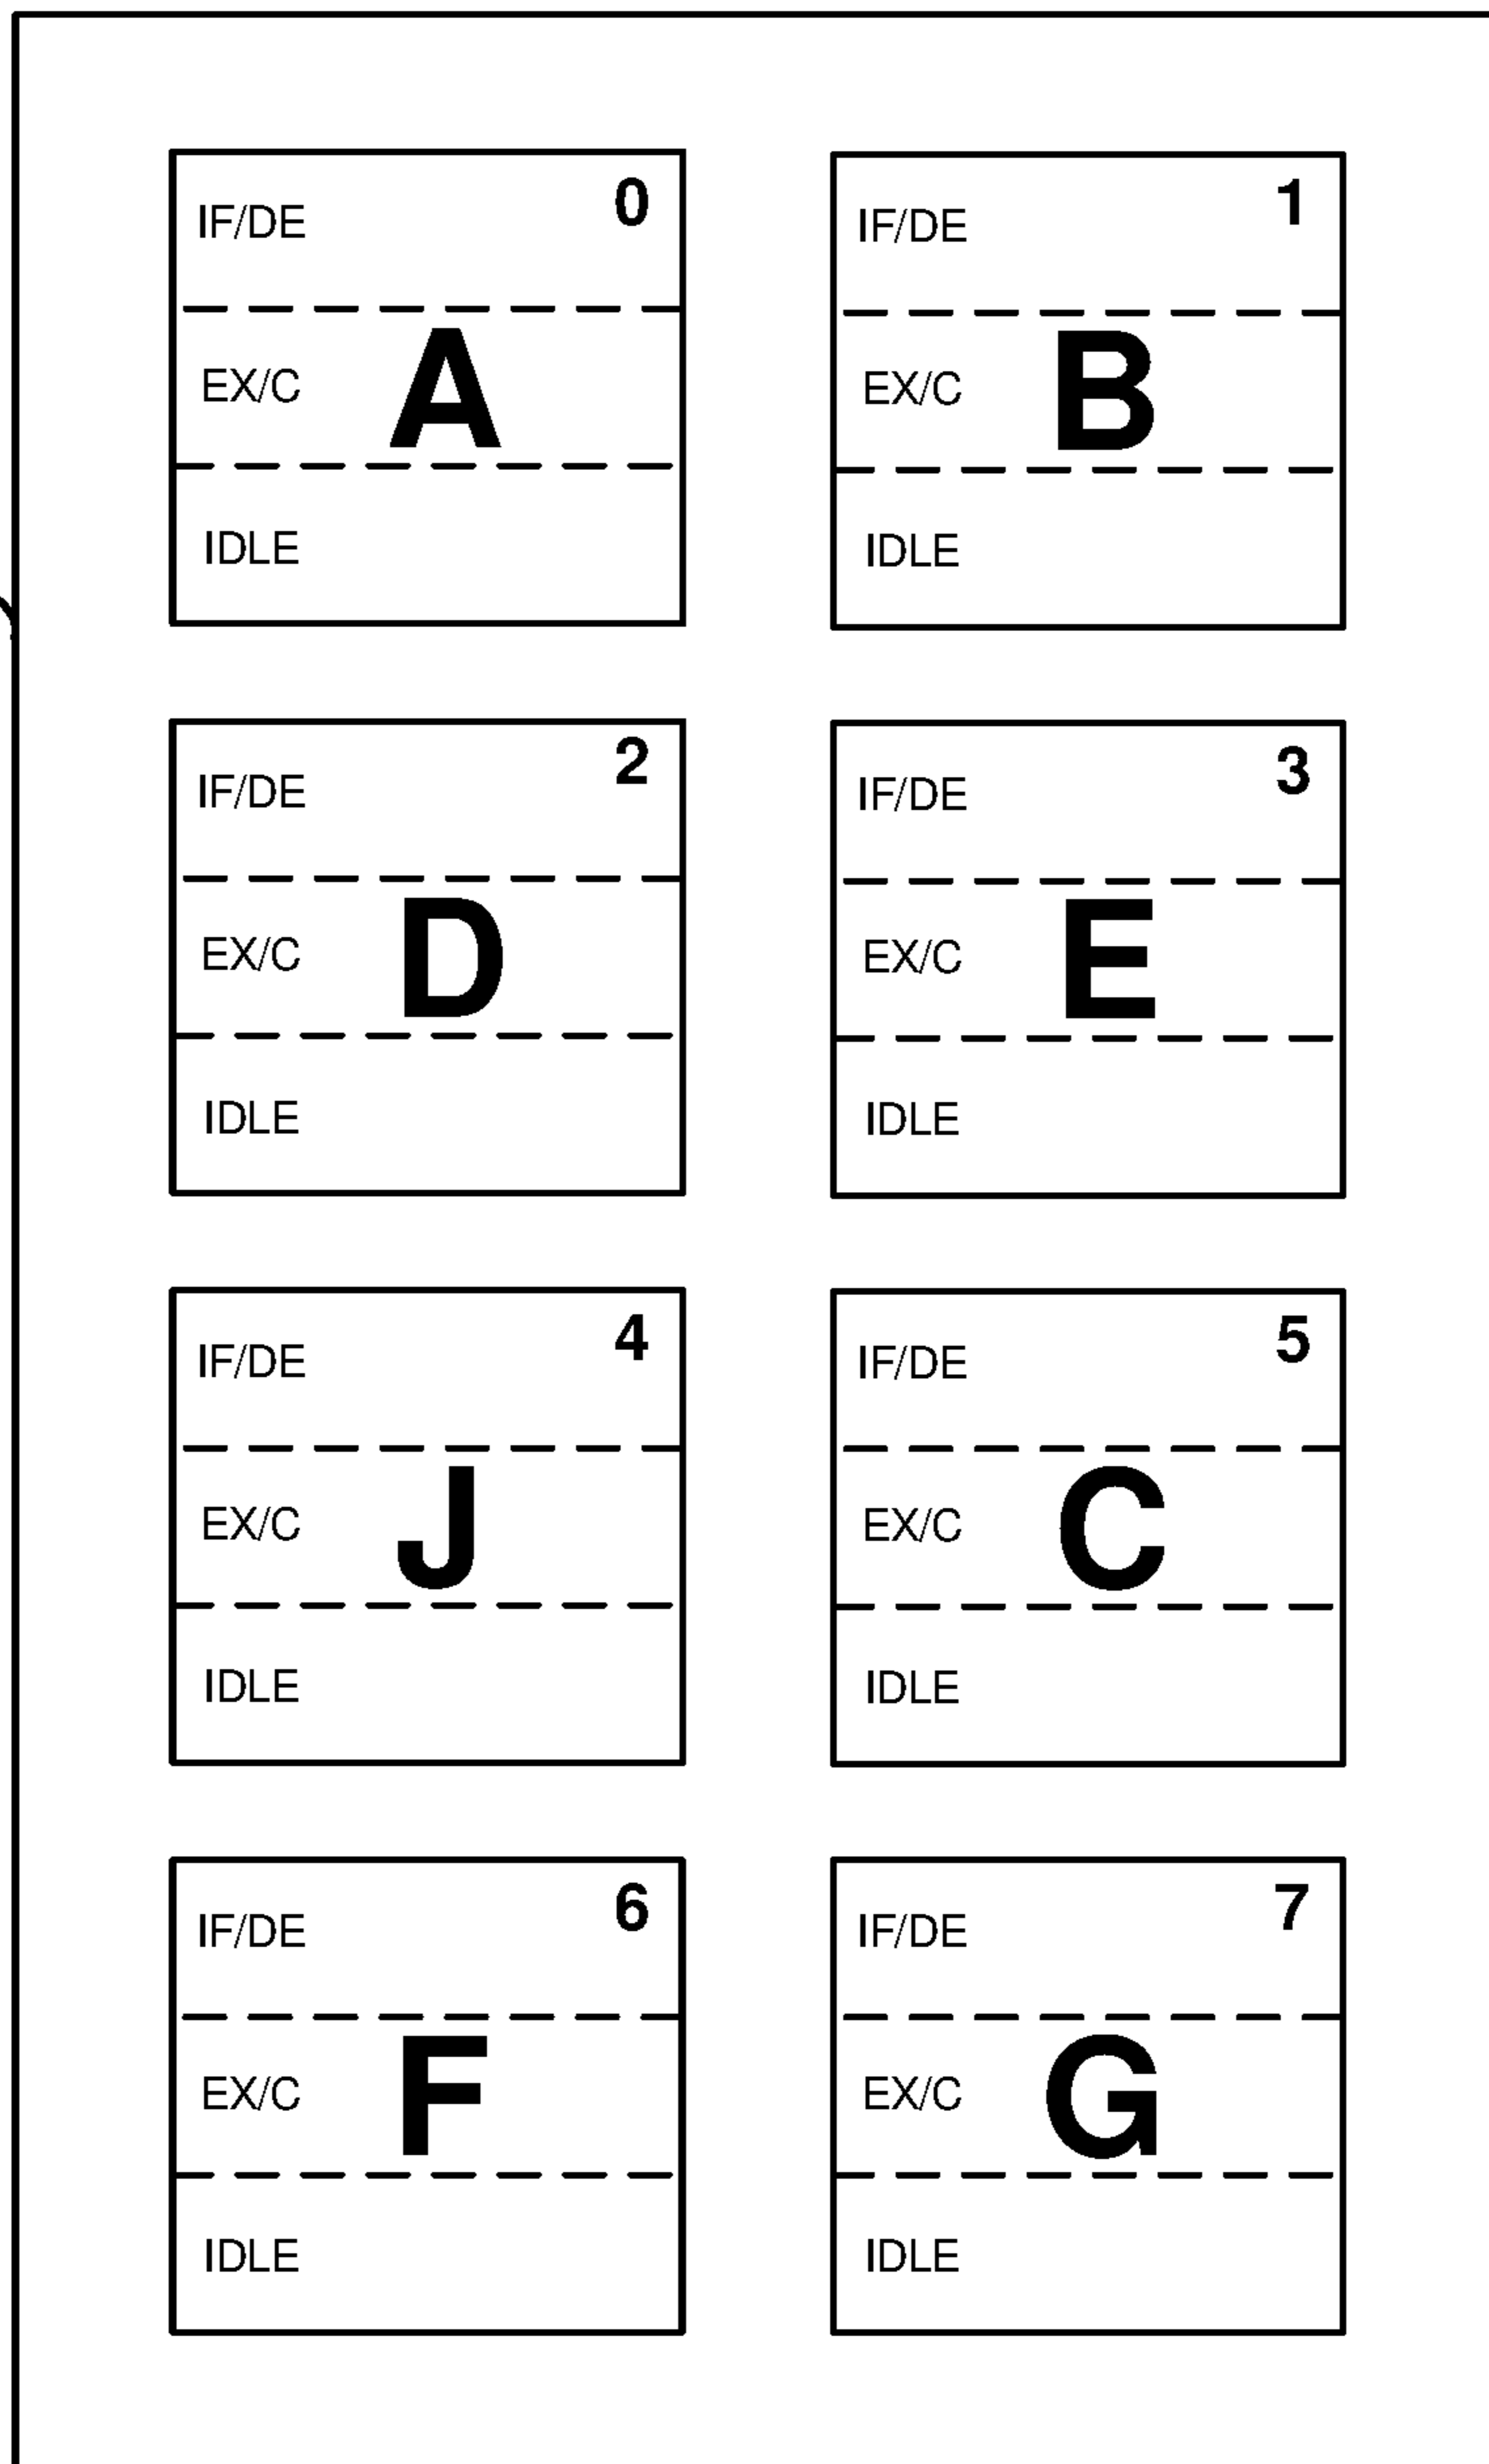 0
IF/DE
EX/C A
IDLE
1
IF/DE
EX/C B
IDLE
2
IF/DE
EX/C D
IDLE
3
IF/DE
EX/C E
IDLE
4
IF/DE
EX/C J
IDLE
5
IF/DE
EX/C C
IDLE
6
IF/DE
EX/C F
IDLE
7
IF/DE
EX/C G
IDLE